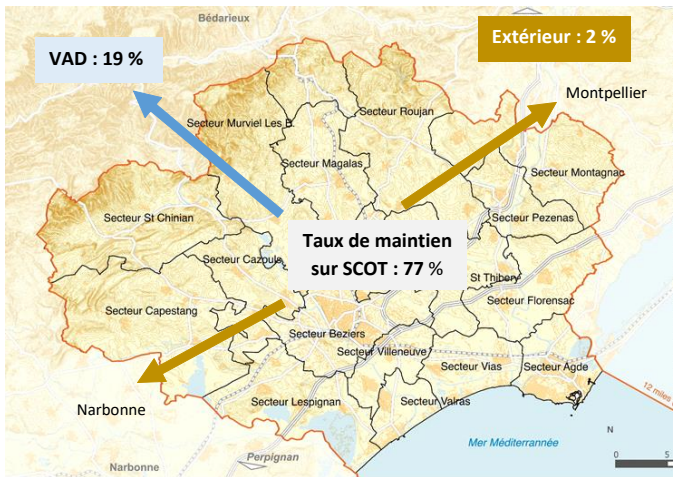 Bédarieux
VAD : 19 %
Extérieur : 2 %
Montpellier
Secteur Murviel Les B.
Secteur Roujan
Secteur Magalas
Secteur Montagnac
Secteur St Chinian
Secteur Pezenas
Taux de maintien
sur SCOT : 77 %
Secteur Cazouls
St Thibery
Secteur Capestang
Secteur Florensac
Secteur Beziers
Secteur Villeneuve
Secteur Vias
Secteur Agde
12 miles
Secteur Lespignan
Secteur Valras
Narbonne
Mer Méditerrannée
N
0 5
Narbonne
Perpignan